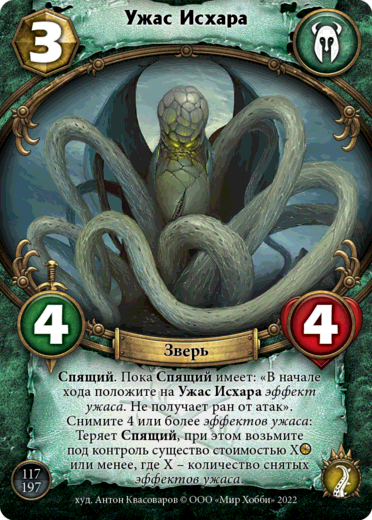 Ужас Исхара
3
4
4
Зверь
Спящий. Пока Спящий имеет: «В начале
хода положите на Ужас Исхара эффект
ужаса. Не получает ран от атак».
Снимите 4 или более эффектов ужаса:
Теряет Спящий, при этом возьмите
под контроль существо стоимостью X
или менее, где X – количество снятых
эффектов ужаса.
117
197
худ. Антон Квасоваров © ООО «Мир Хобби» 2022